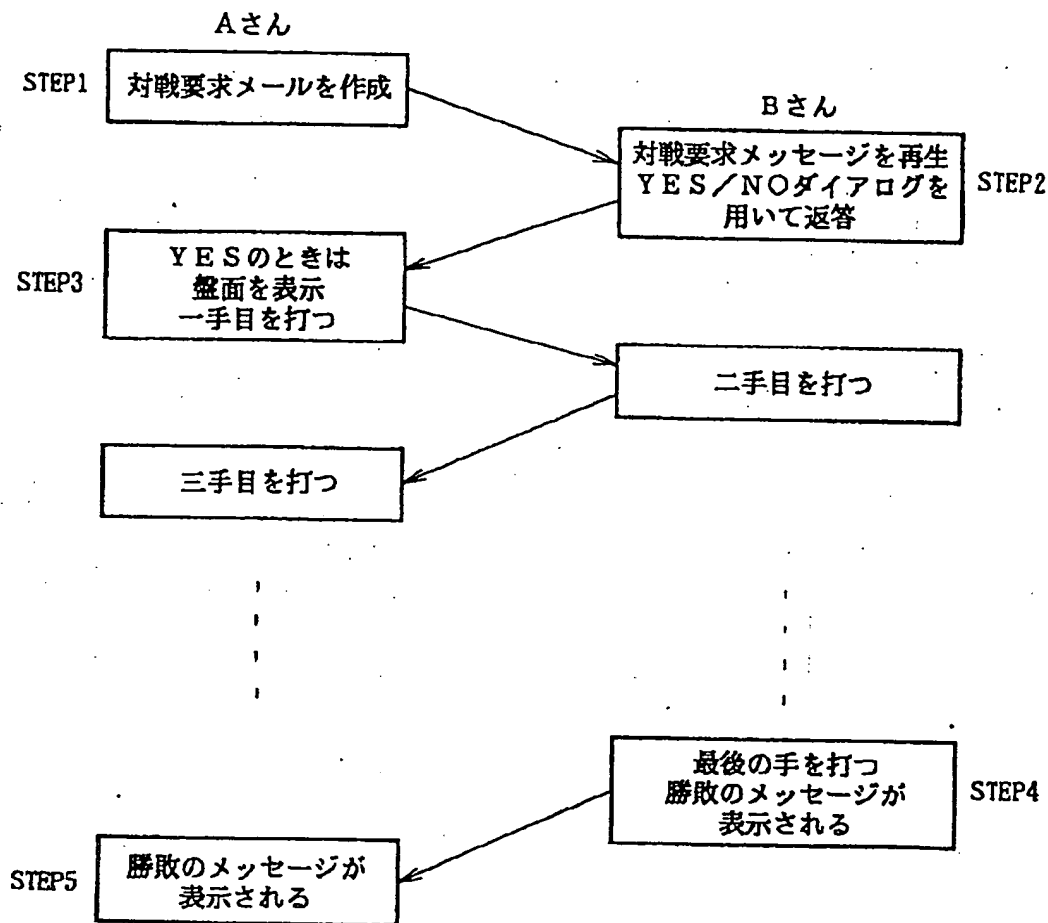 Aさん
STEP1
対戦要求メールを作成
Bさん
対戦要求メッセージを再生
YES／NOダイアログを
用いて返答
STEP2
STEP3
YESのときは
盤面を表示
一手目を打つ
二手目を打つ
三手目を打つ
最後の手を打つ
勝敗のメッセージが
表示される
STEP4
STEP5
勝敗のメッセージが
表示される